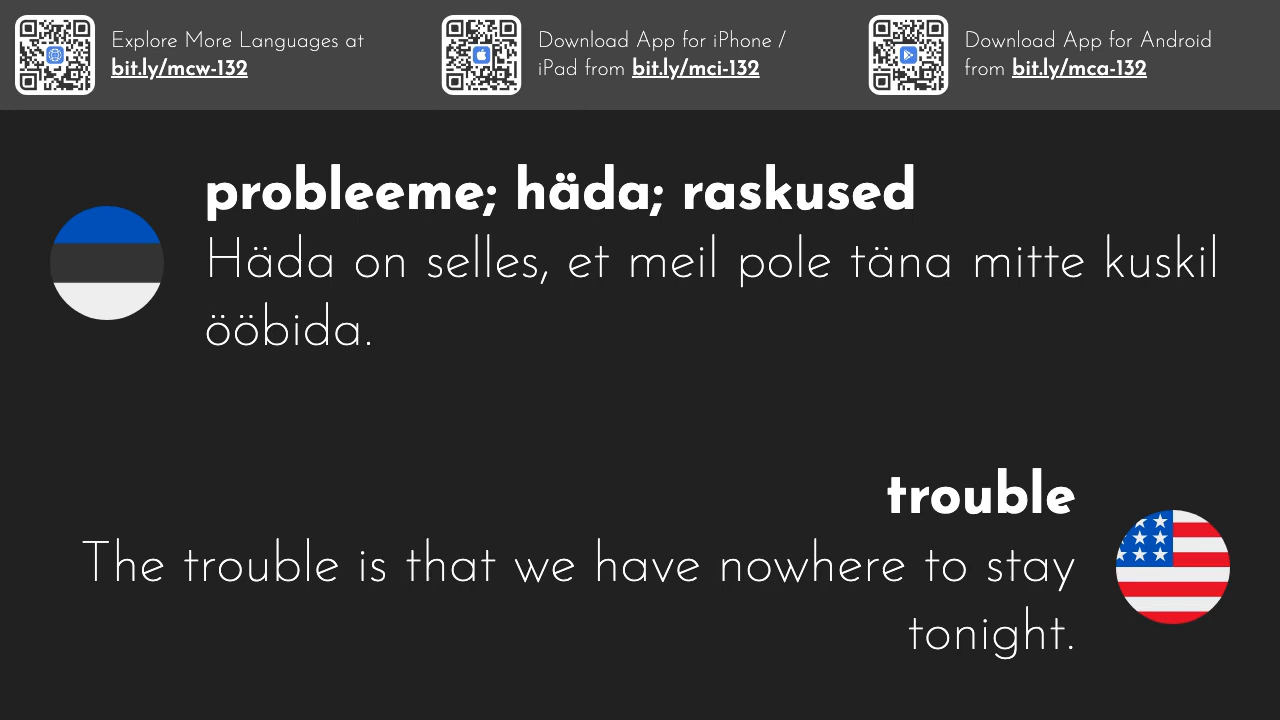 Explore More Languages at
bit.ly/mcw-132
Download App for iPhone /
iPad from bit.ly/mci-132
Download App for Android
from bit.ly/mca-132
probleeme; häda; raskused
Häda on selles, et meil pole täna mitte kuskil
ööbida.
trouble
The trouble is that we have nowhere to stay
tonight.